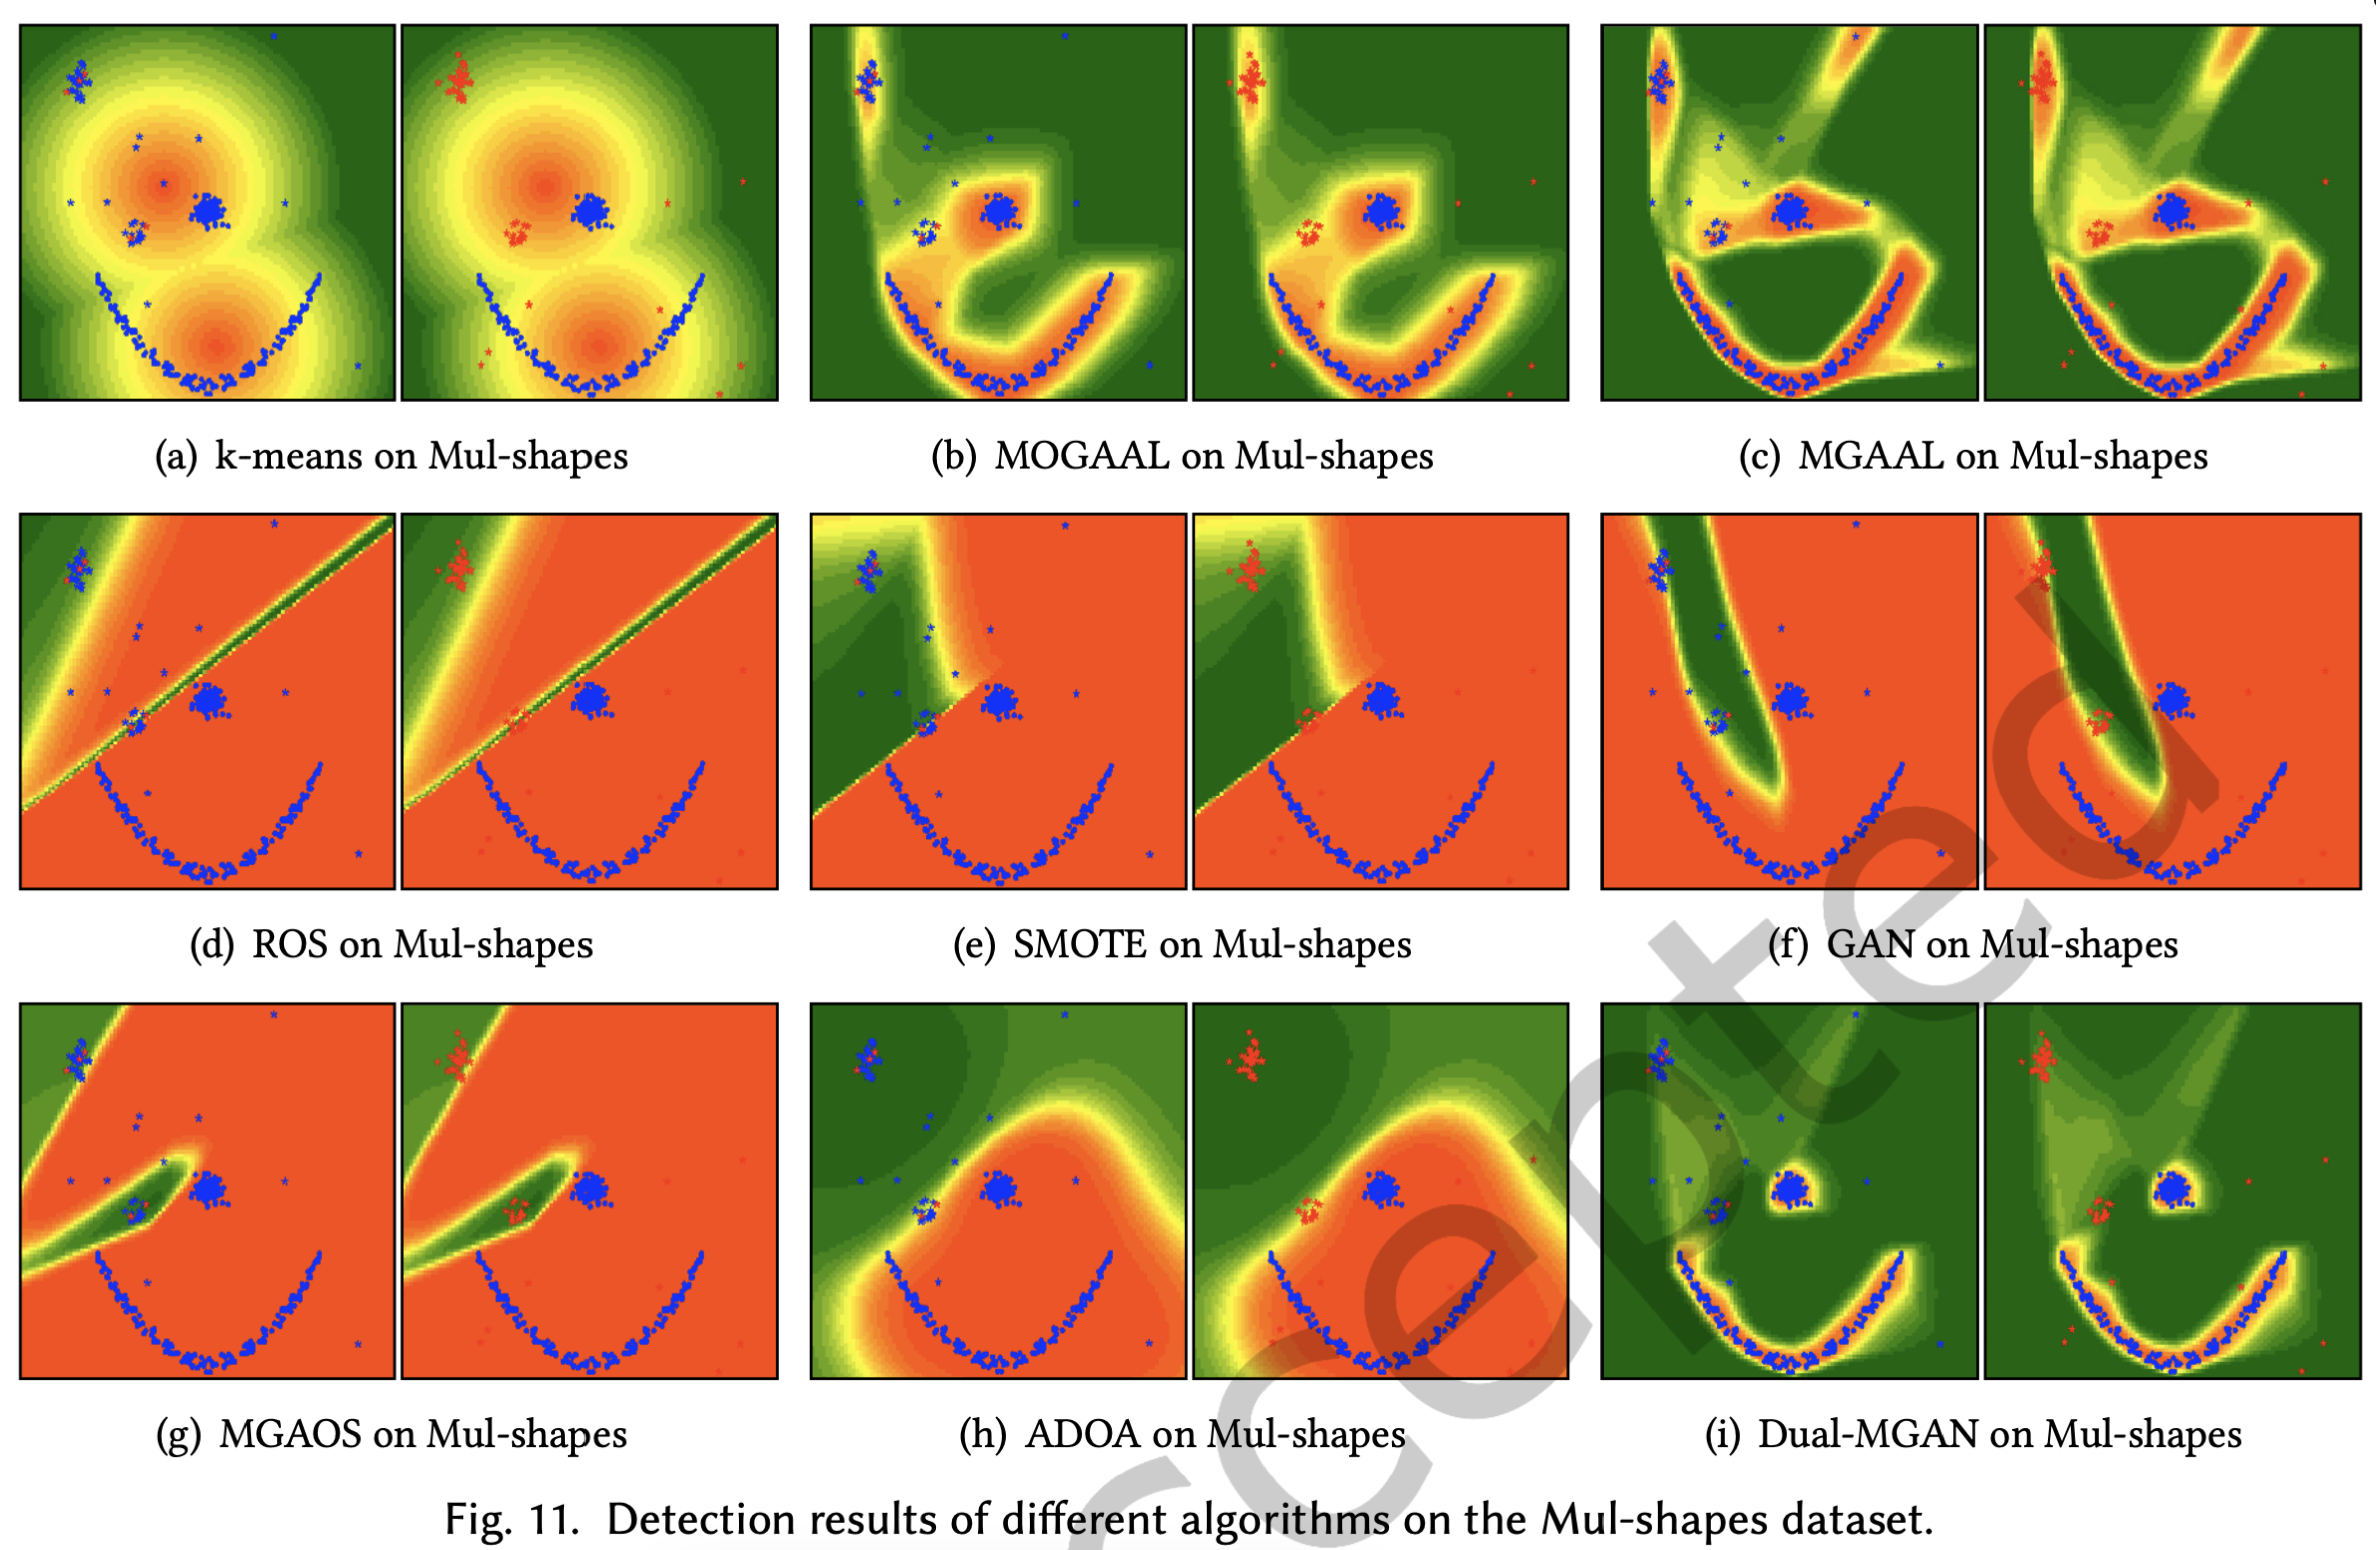 (a) k-means on Mul-shapes
(b) MOGAAL on Mul-shapes
(c) MGAAL on Mul-shapes
(d) ROS on Mul-shapes
(e) SMOTE on Mul-shapes
(f) GAN on Mul-shapes
(g) MGAOS on Mul-shapes
(h) ADOA on Mul-shapes
(i) Dual-MGAN on Mul-shapes
Fig. 11. Detection results of different algorithms on the Mul-shapes dataset.
cepted